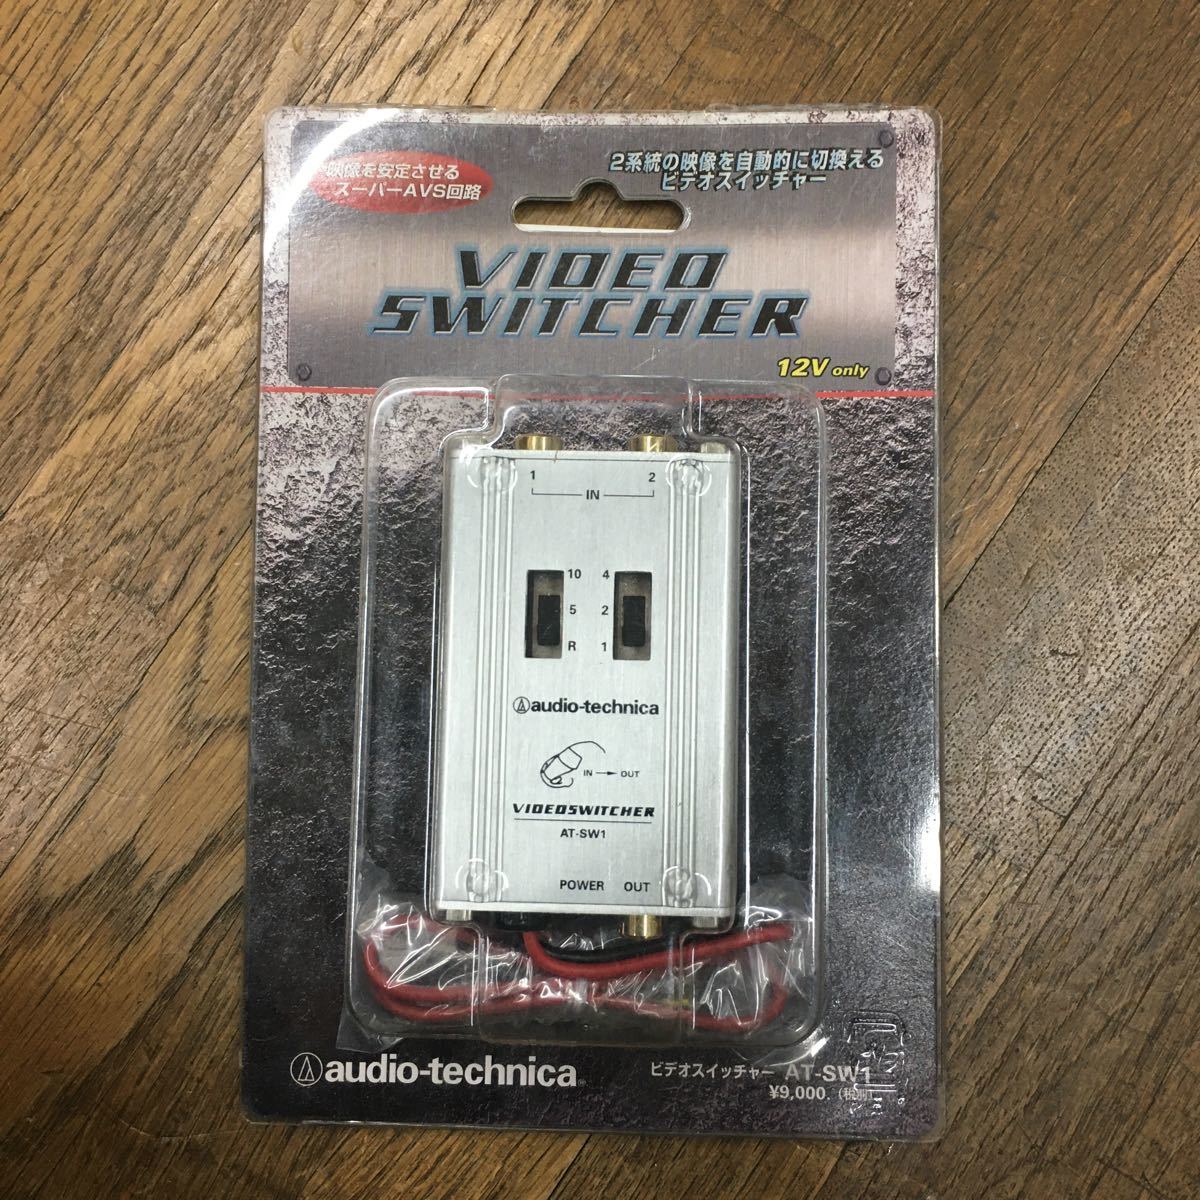 映像を安定させる
スーパーAVS回路
2系統の映像を自動的に切換える
ビデオスイッチャー
VIDEO
SWITCHER
12V only
1 2
IN
10 4
5 2
R 1
audio-technica
IN → OUT
VIDEOSWITCHER
AT-SW1
POWER OUT
audio-technica®
ビデオスイッチャー AT-SW1
¥9,000 (税別)